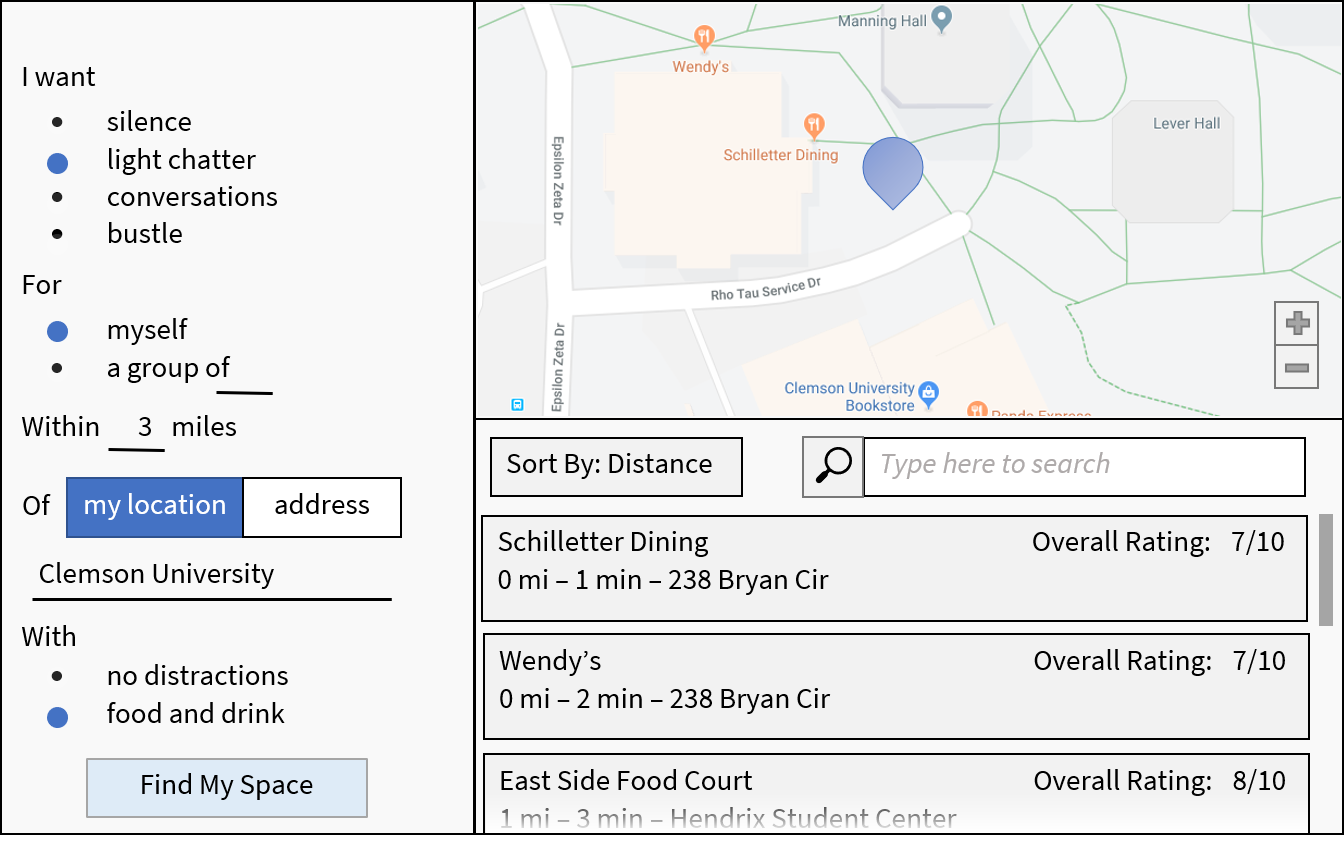 I want
silence
light chatter
conversations
bustle
For
myself
a group of
Within 3 miles
Of my location address
Clemson University
With
no distractions
food and drink
Find My Space
Manning Hall
Wendy's
Schilletter Dining
Lever Hall
Epsilon Zeta Dr
Rho Tau Service Dr
Epsilon Zeta Dr
Clemson University
Bookstore
Panda Express
Sort By: Distance
Type here to search
Schilletter Dining Overall Rating: 7/10
0 mi – 1 min – 238 Bryan Cir
Wendy’s Overall Rating: 7/10
0 mi – 2 min – 238 Bryan Cir
East Side Food Court Overall Rating: 8/10
1 mi – 3 min – Hendrix Student Center